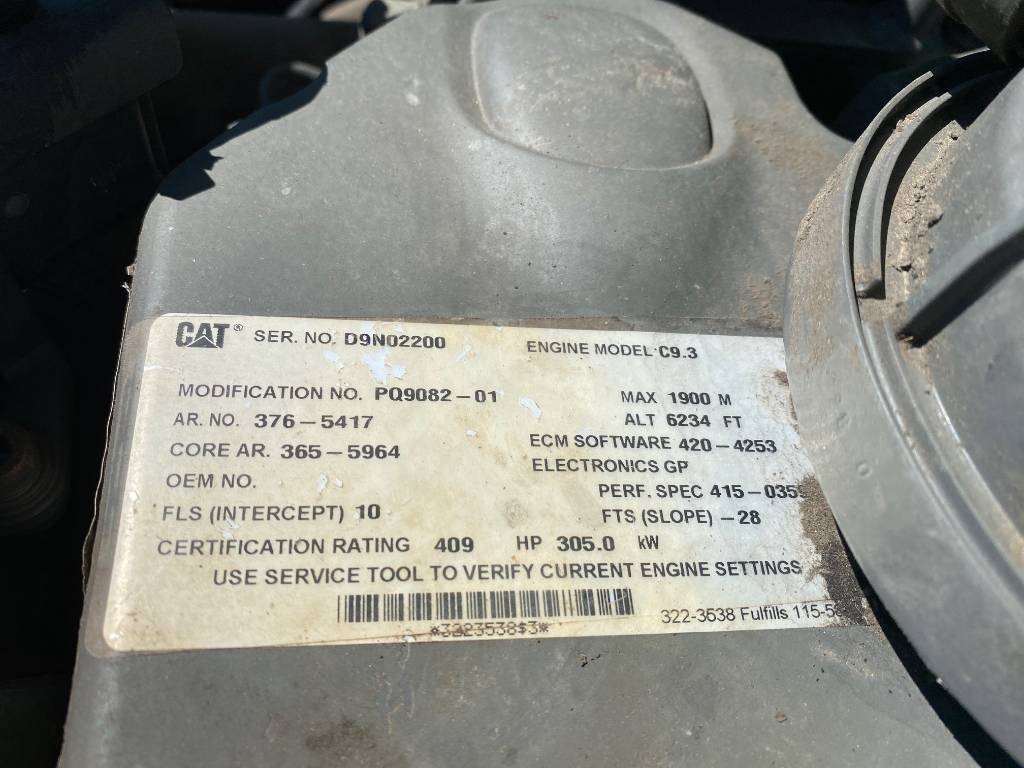 CAT® SER. NO. D9N02200 ENGINE MODEL C9.3
MODIFICATION NO. PQ9082-01 MAX 1900 M
AR. NO. 376-5417 ALT 6234 FT
CORE AR. 365-5964 ECM SOFTWARE 420-4253
OEM NO. ELECTRONICS GP
PERF. SPEC 415-035
FLS (INTERCEPT) 10 FTS (SLOPE) -28
CERTIFICATION RATING 409 HP 305.0 kW
USE SERVICE TOOL TO VERIFY CURRENT ENGINE SETTINGS
322-3538 Fulfills 115-5
*3223538$3*